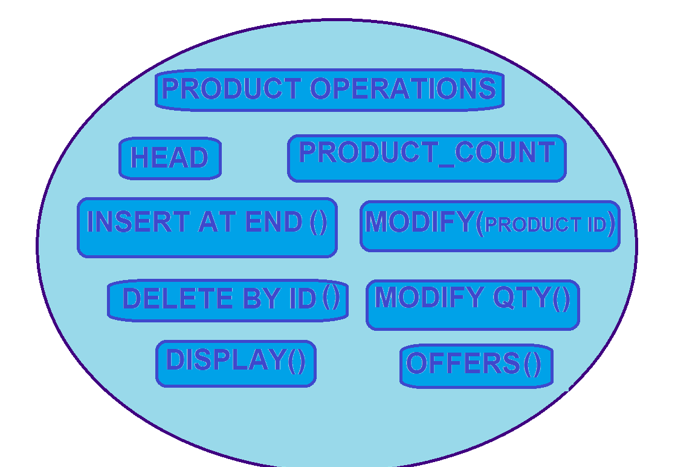 PRODUCT OPERATIONS
HEAD
PRODUCT_COUNT
INSERT AT END ()
MODIFY(PRODUCT ID)
DELETE BY ID ()
MODIFY QTY()
DISPLAY()
OFFERS()